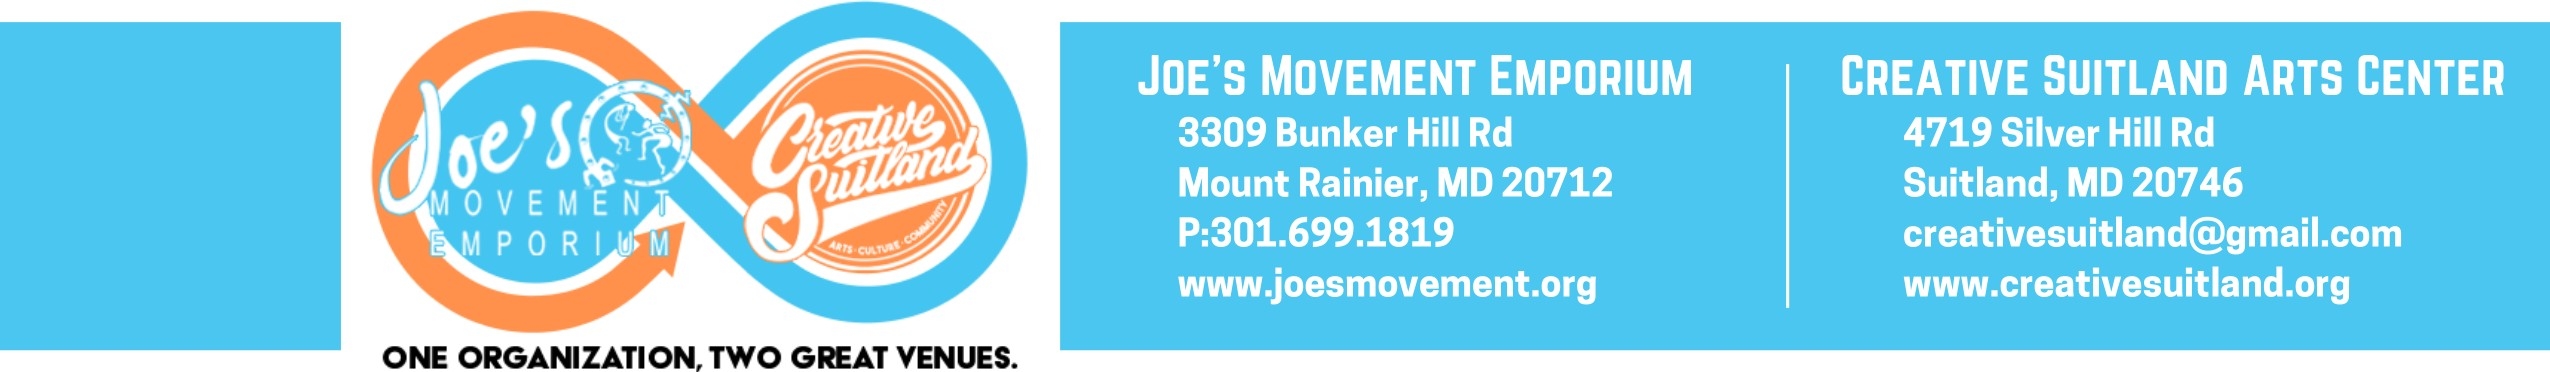 Joe's
MOVEMENT
EMPORIUM
Creative
Suitland
ARTS · CULTURE · COMMUNITY
ONE ORGANIZATION, TWO GREAT VENUES.
JOE'S MOVEMENT EMPORIUM
3309 Bunker Hill Rd
Mount Rainier, MD 20712
P:301.699.1819
www.joesmovement.org
CREATIVE SUITLAND ARTS CENTER
4719 Silver Hill Rd
Suitland, MD 20746
creativesuitland@gmail.com
www.creativesuitland.org